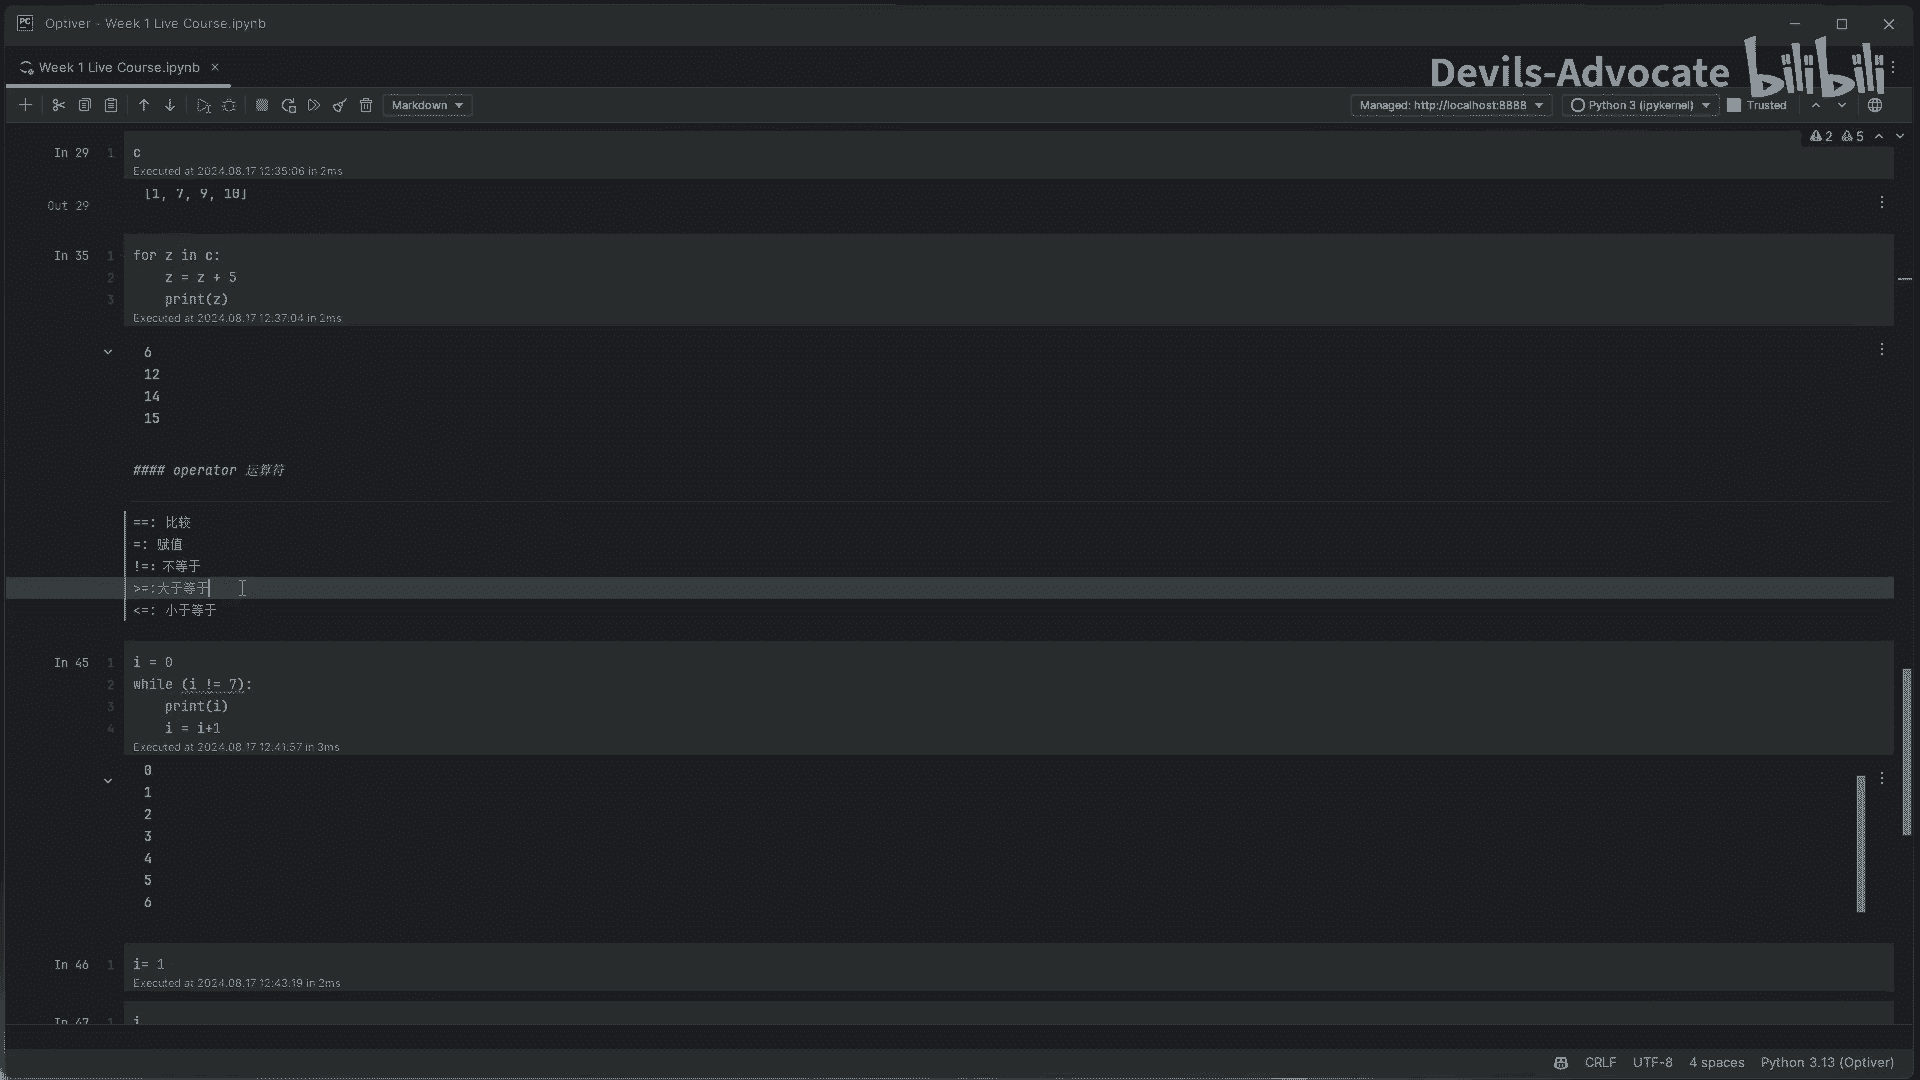 PC Optiver - Week 1 Live Course.ipynb
Week 1 Live Course.ipynb
Devils-Advocate bilibili
Markdown
Managed: http://localhost:8888
Python 3 (ipykernel)
Trusted
2 5
In 29 1 c
Executed at 2024.08.17 12:35:06 in 2ms
Out 29 [1, 7, 9, 10]
In 35 1 for z in c:
2 z = z + 5
3 print(z)
Executed at 2024.08.17 12:37:04 in 2ms
6
12
14
15
#### operator 运算符
==: 比较
=: 赋值
!=: 不等于
>=:大于等于
<=: 小于等于
In 45 1 i = 0
2 while (i != 7):
3 print(i)
4 i = i+1
Executed at 2024.08.17 12:41:57 in 3ms
0
1
2
3
4
5
6
In 46 1 i= 1
Executed at 2024.08.17 12:43:19 in 2ms
In 47 1 i
CRLF UTF-8 4 spaces Python 3.13 (Optiver)